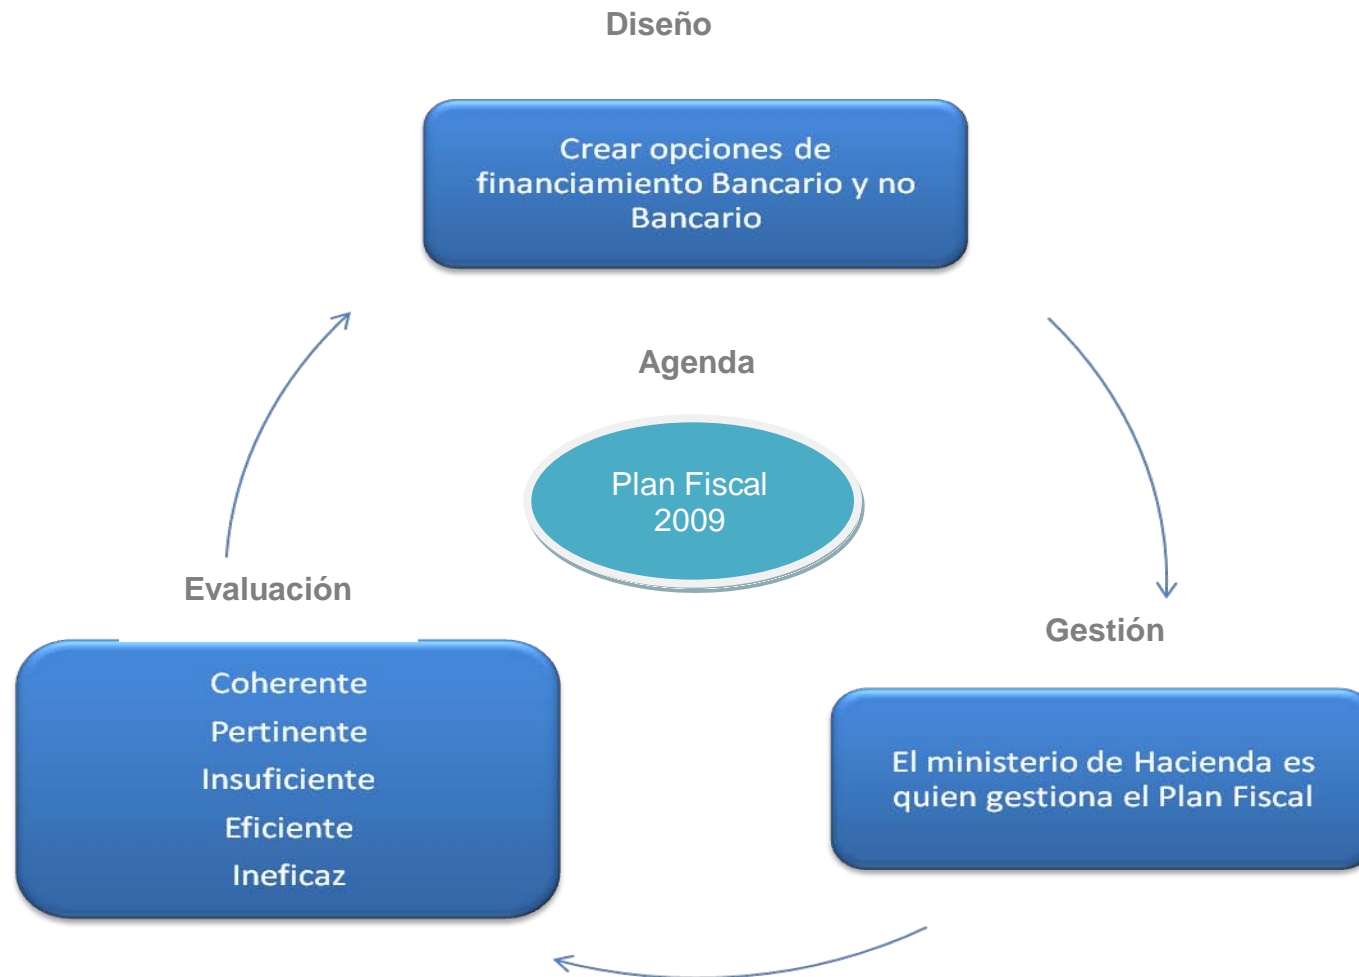 Diseño
Crear opciones de
financiamiento Bancario y no
Bancario
Agenda
Plan Fiscal
2009
Evaluación
Coherente
Pertinente
Insuficiente
Eficiente
Ineficaz
Gestión
El ministerio de Hacienda es
quien gestiona el Plan Fiscal